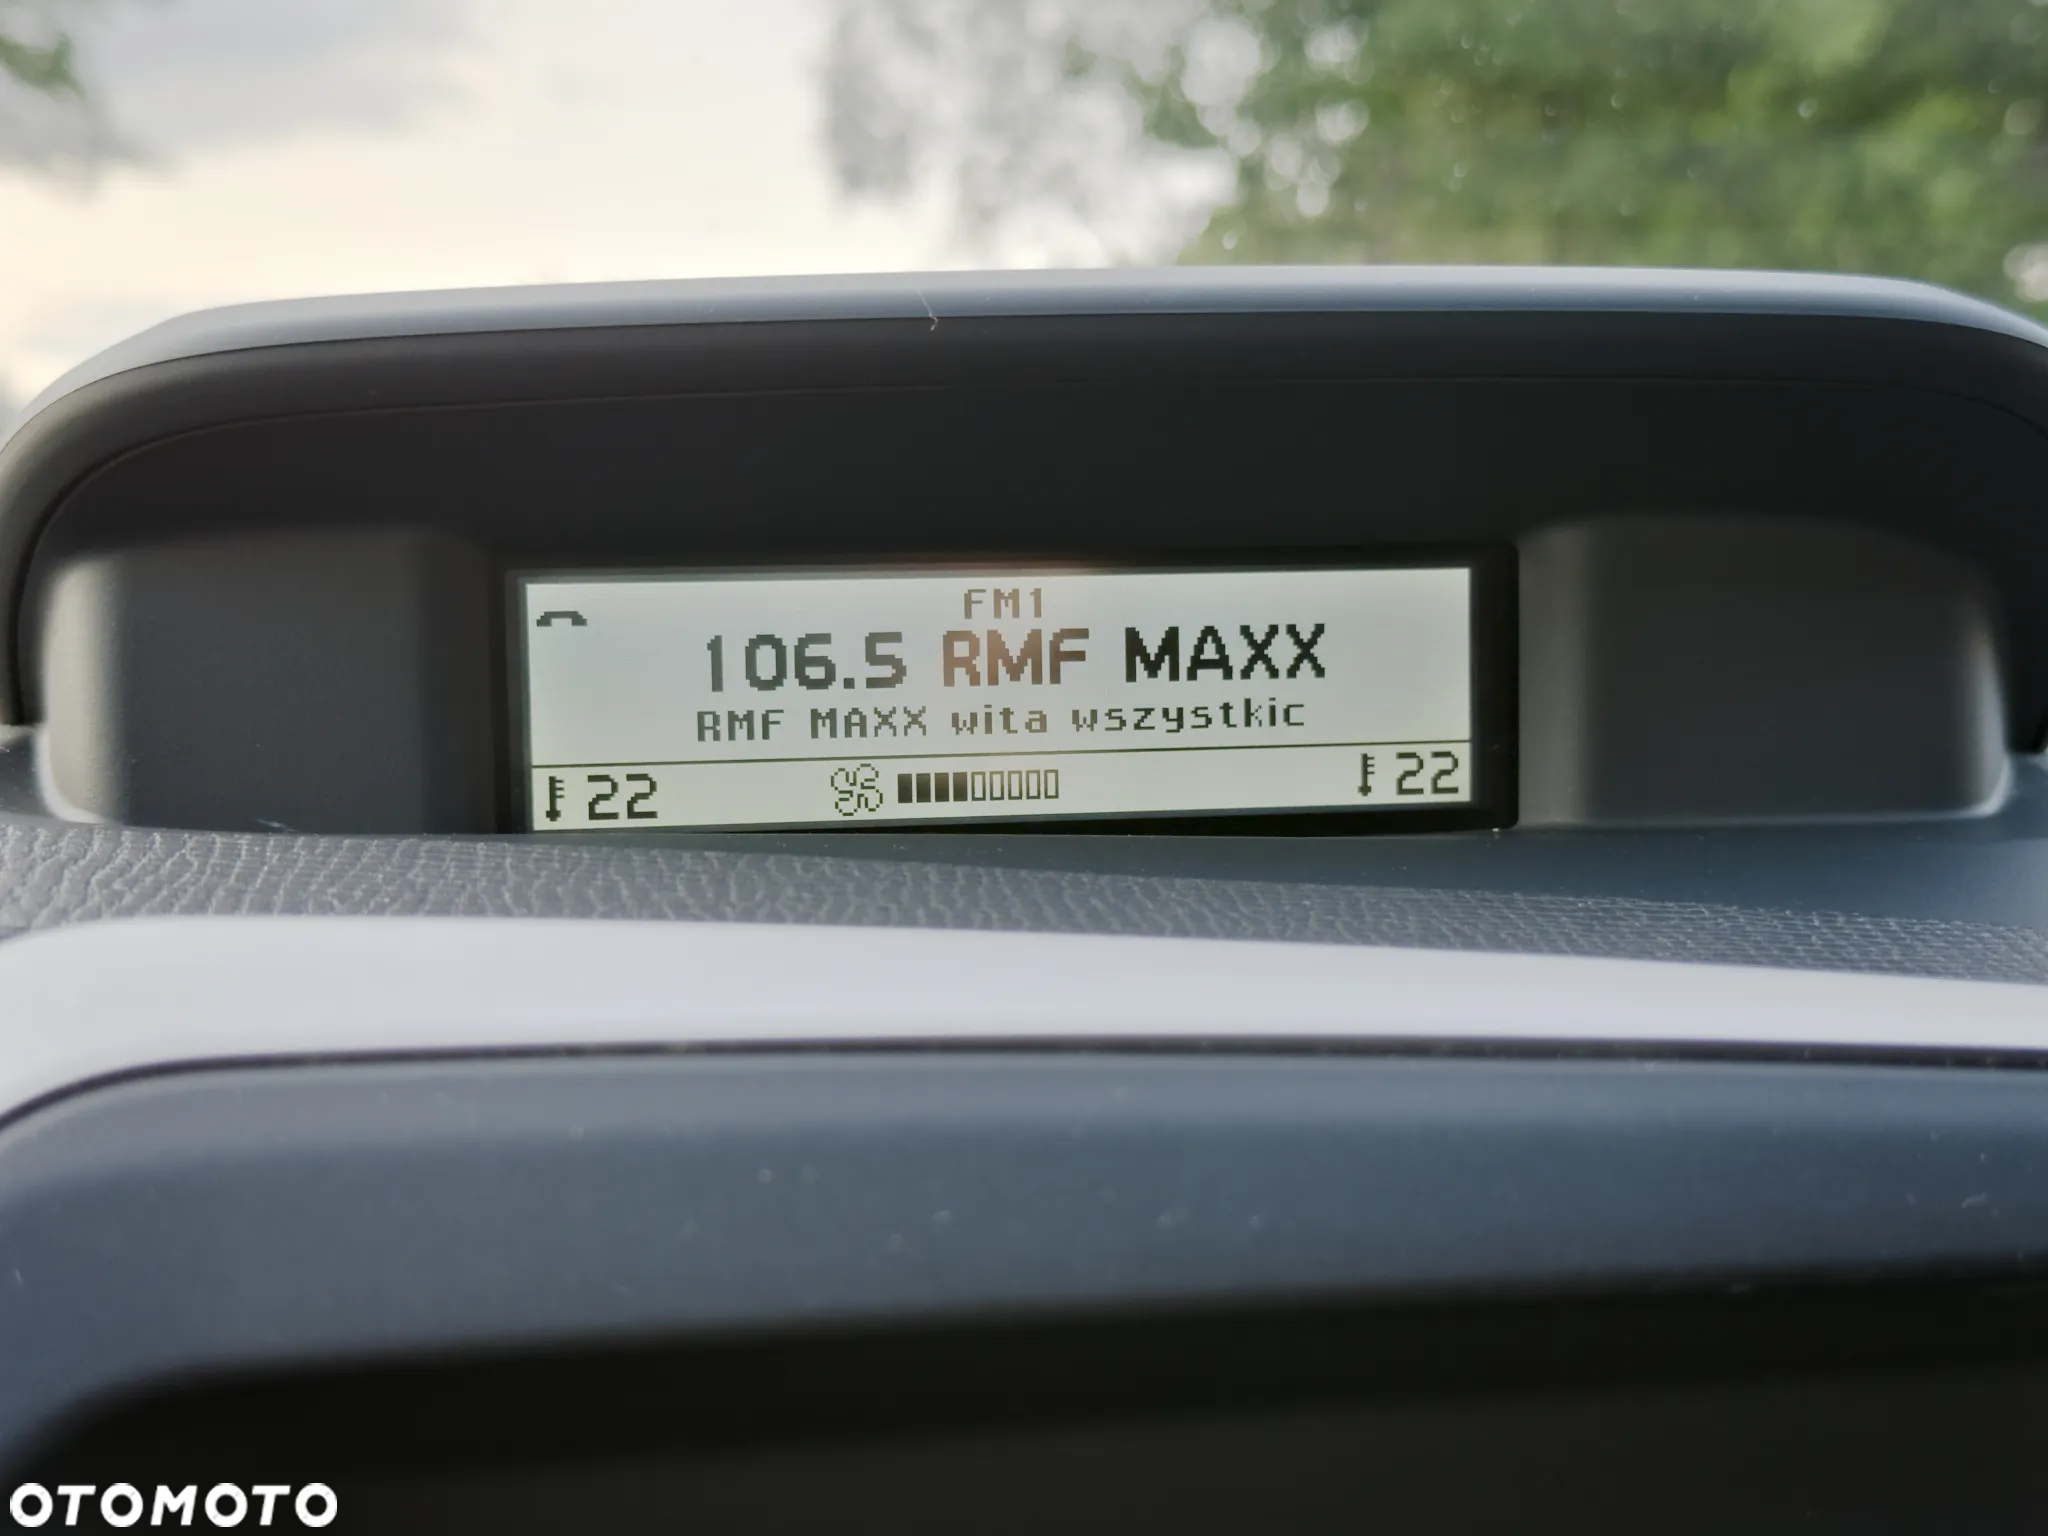 FM1
106.5 RMF MAXX
RMF MAXX wita wszystkic
22 22
OTOMOTO